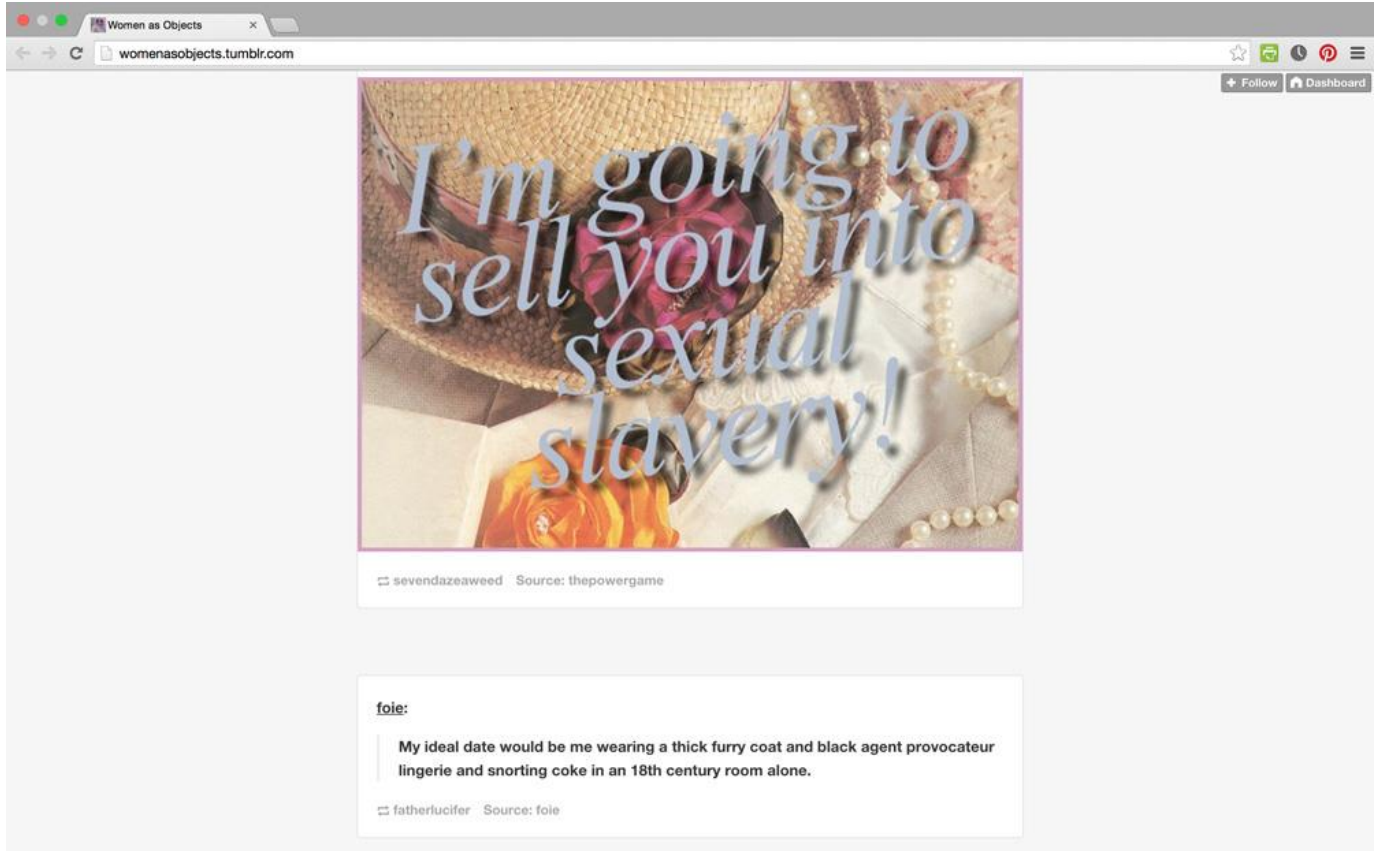 Women as Objects
womenasobjects.tumblr.com
+ Follow
Dashboard
I'm going to
sell you into
sexual
slavery!
sevendazeaweed Source: thepowergame
foie:
My ideal date would be me wearing a thick furry coat and black agent provocateur
lingerie and snorting coke in an 18th century room alone.
fatherlucifer Source: foie